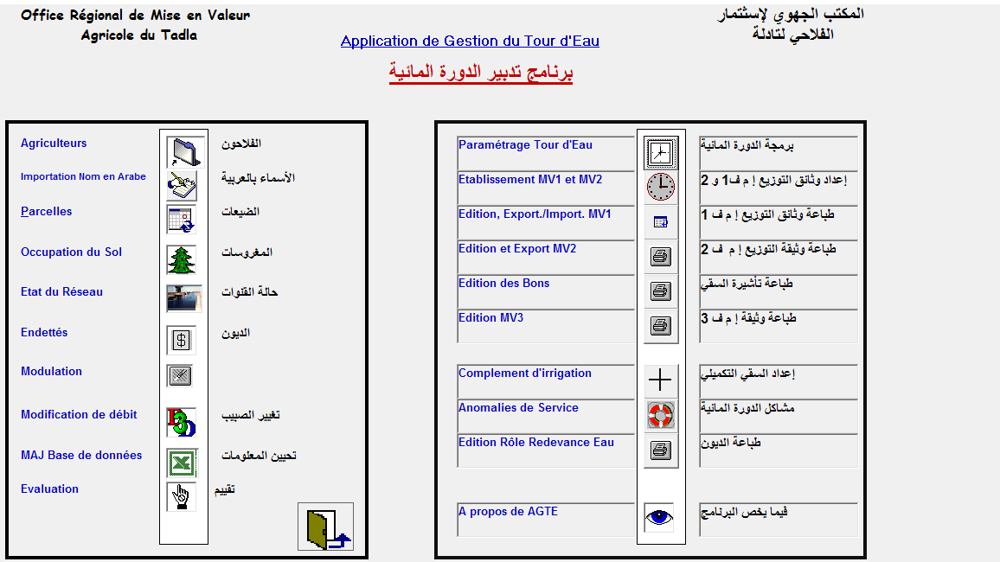 Office Régional de Mise en Valeur
Agricole du Tadla
المكتب الجهوي لإستثمار
الفلاحي لتادلة
Application de Gestion du Tour d'Eau
برنامج تدبير الدورة المائية
Agriculteurs
الفلاحون
Importation Nom en Arabe
الأسماء بالعربية
Parcelles
الضيعات
Occupation du Sol
المغروسات
Etat du Réseau
حالة القنوات
Endettés
الديون
Modulation
Modification de débit
تغيير الصبيب
MAJ Base de données
تحيين المعلومات
Evaluation
تقييم
Paramétrage Tour d'Eau
برمجة الدورة المائية
Etablissement MV1 et MV2
إعداد وثائق التوزيع إ م ف1 و 2
Edition, Export./Import. MV1
طباعة وثائق التوزيع إ م ف 1
Edition et Export MV2
طباعة وثيقة التوزيع إ م ف 2
Edition des Bons
طباعة تأشيرة السقي
Edition MV3
طباعة وثيقة إ م ف 3
Complement d'irrigation
إعداد السقي التكميلي
Anomalies de Service
مشاكل الدورة المائية
Edition Rôle Redevance Eau
طباعة الديون
A propos de AGTE
فيما يخص البرنامج